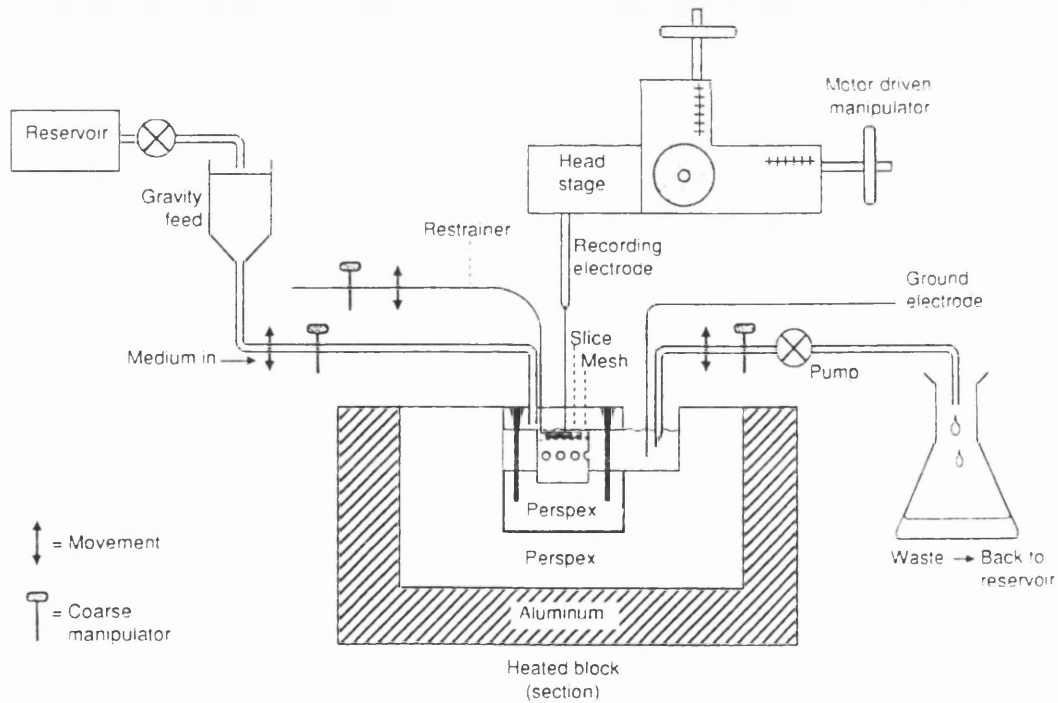 Motor driven
manipulator
Reservoir
Head
stage
Gravity
feed
Restrainer
Recording
electrode
Ground
electrode
Slice
Mesh
Medium in
Pump
Perspex
Perspex
= Movement
Waste → Back to
reservoir
Aluminum
= Coarse
manipulator
Heated block
(section)